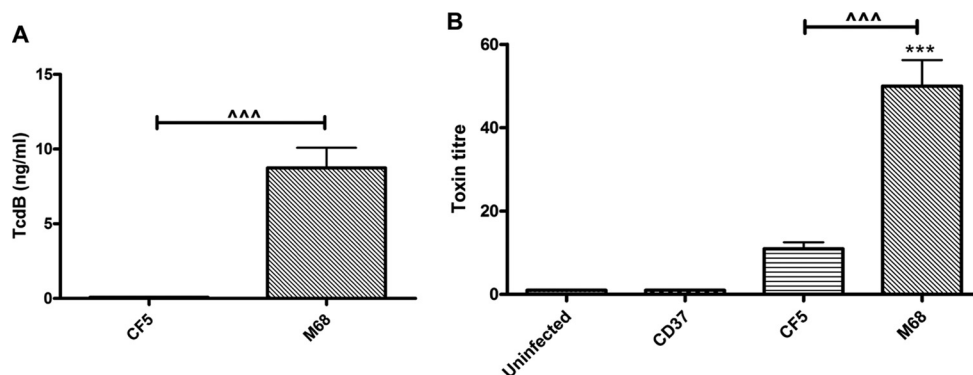 A
TcdB (ng/ml)
15
10
5
0
^^^
CF5
M68
B
Toxin titre
60
40
20
0
^^^
***
Uninfected
CD37
CF5
M68